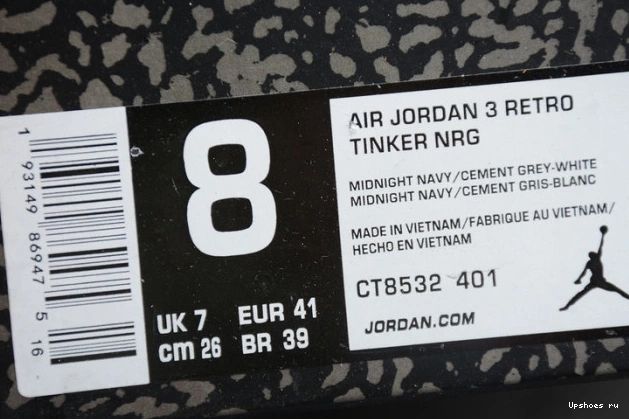 1 93149 86947 5 16
8
UK 7 EUR 41
cm 26 BR 39
AIR JORDAN 3 RETRO
TINKER NRG
MIDNIGHT NAVY/CEMENT GREY-WHITE
MIDNIGHT NAVY/CEMENT GRIS-BLANC
MADE IN VIETNAM/FABRIQUE AU VIETNAM/
HECHO EN VIETNAM
CT8532 401
JORDAN.COM
Upshoes ru